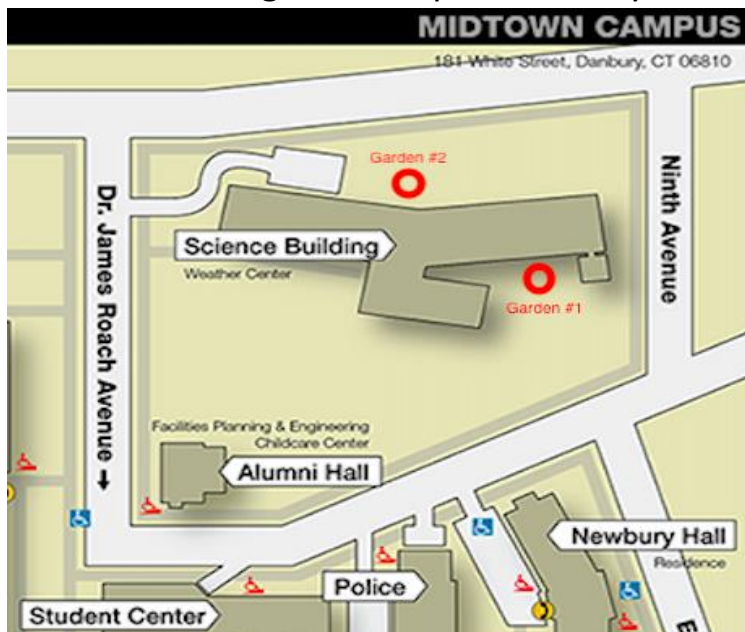 MIDTOWN CAMPUS
181 White Street, Danbury, CT 06810
Garden #2
Ninth Avenue
Dr. James Roach Avenue →
Science Building
Weather Center
Garden #1
Facilities Planning & Engineering
Childcare Center
Alumni Hall
Newbury Hall
Residence
Police
Student Center